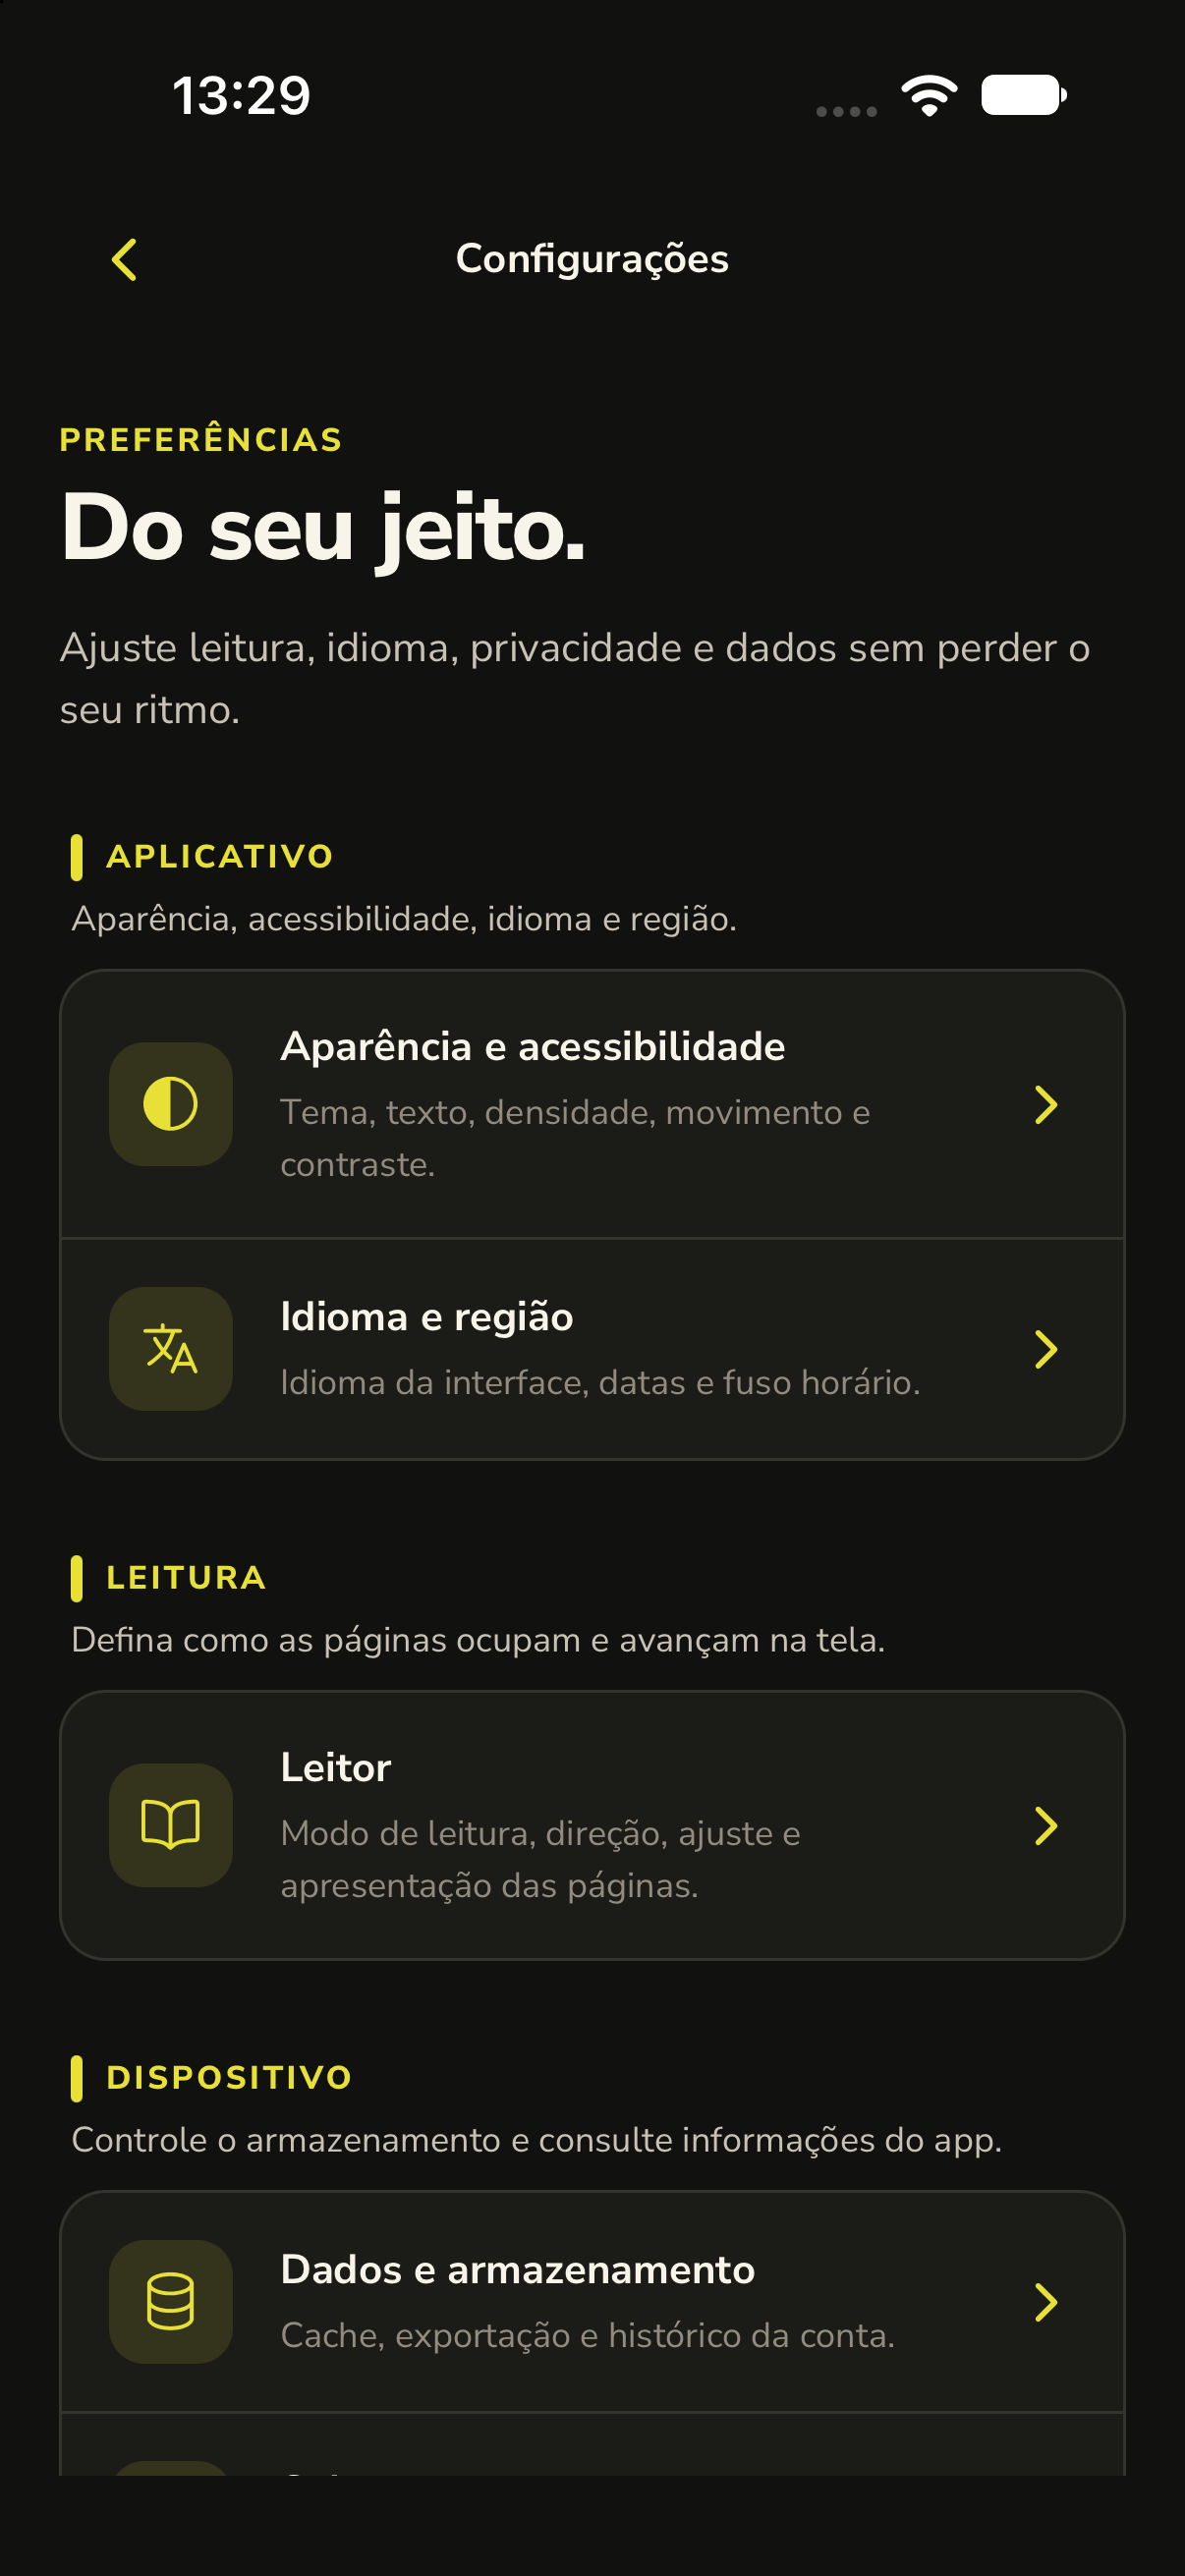 13:29
Configurações
PREFERÊNCIAS
Do seu jeito.
Ajuste leitura, idioma, privacidade e dados sem perder o
seu ritmo.
APLICATIVO
Aparência, acessibilidade, idioma e região.
Aparência e acessibilidade
Tema, texto, densidade, movimento e
contraste.
Idioma e região
Idioma da interface, datas e fuso horário.
LEITURA
Defina como as páginas ocupam e avançam na tela.
Leitor
Modo de leitura, direção, ajuste e
apresentação das páginas.
DISPOSITIVO
Controle o armazenamento e consulte informações do app.
Dados e armazenamento
Cache, exportação e histórico da conta.